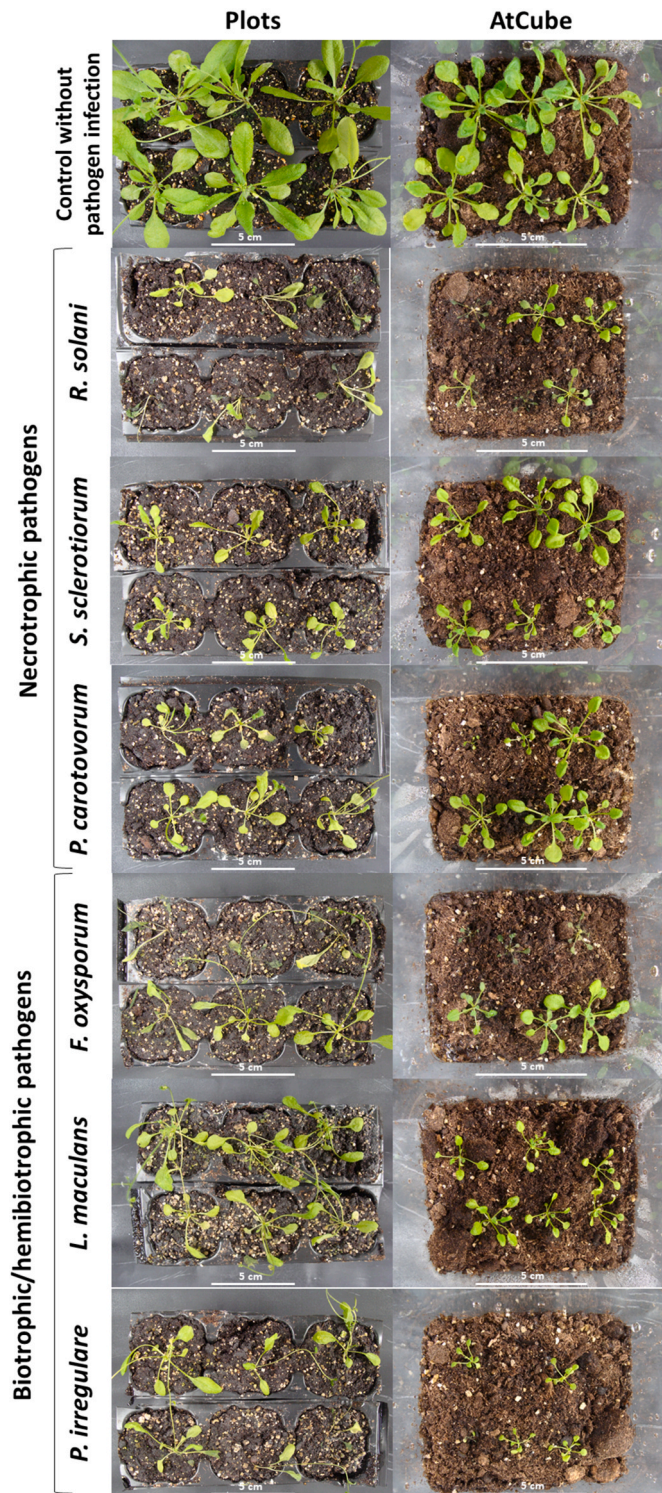 Plots AtCube
Control without
pathogen infection
5 cm 5 cm
Necrotrophic pathogens
R. solani
5 cm 5 cm
S. sclerotiorum
5 cm 5 cm
P. carotovorum
5 cm 5 cm
Biotrophic/hemibiotrophic pathogens
F. oxysporum
5 cm 5 cm
L. maculans
5 cm 5 cm
P. irregulare
5 cm 5 cm